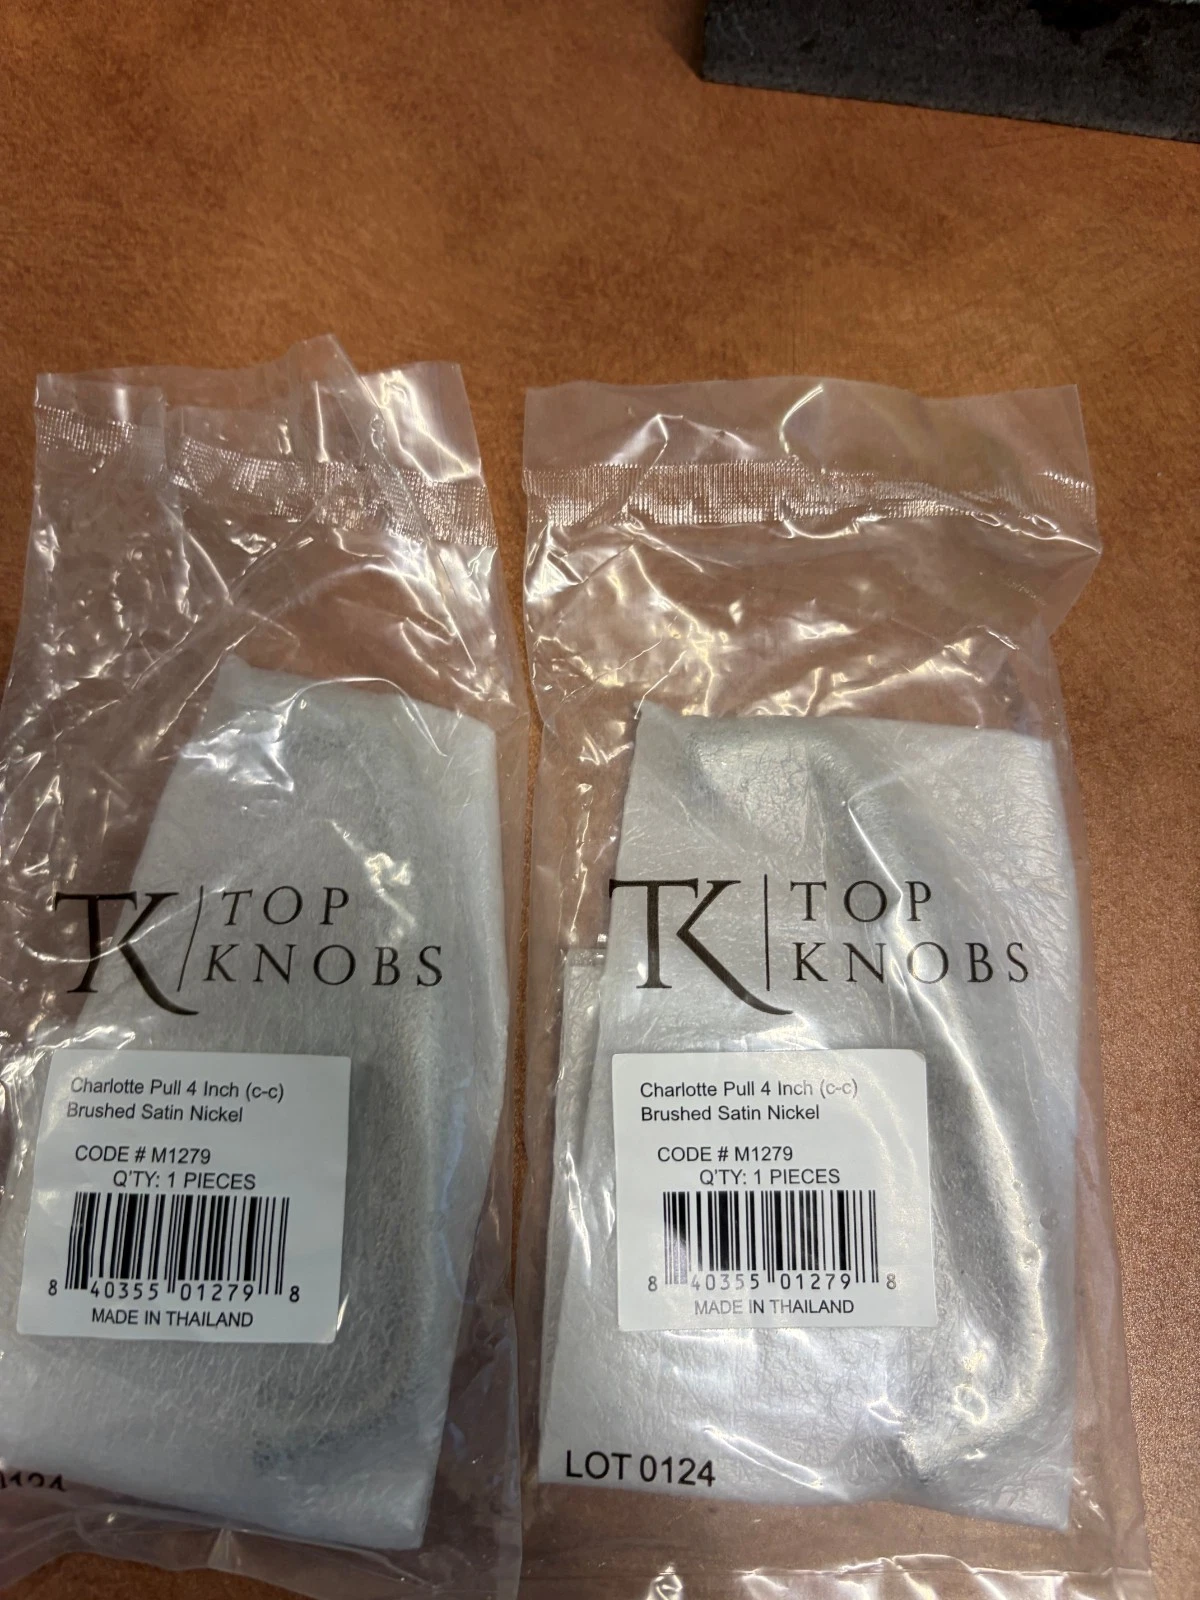 TK TOP
KNOBS
Charlotte Pull 4 Inch (c-c)
Brushed Satin Nickel
CODE # M1279
Q'TY: 1 PIECES
8 40355 01279 8
MADE IN THAILAND
0124
TK TOP
KNOBS
Charlotte Pull 4 Inch (c-c)
Brushed Satin Nickel
CODE # M1279
Q'TY: 1 PIECES
8 40355 01279 8
MADE IN THAILAND
LOT 0124